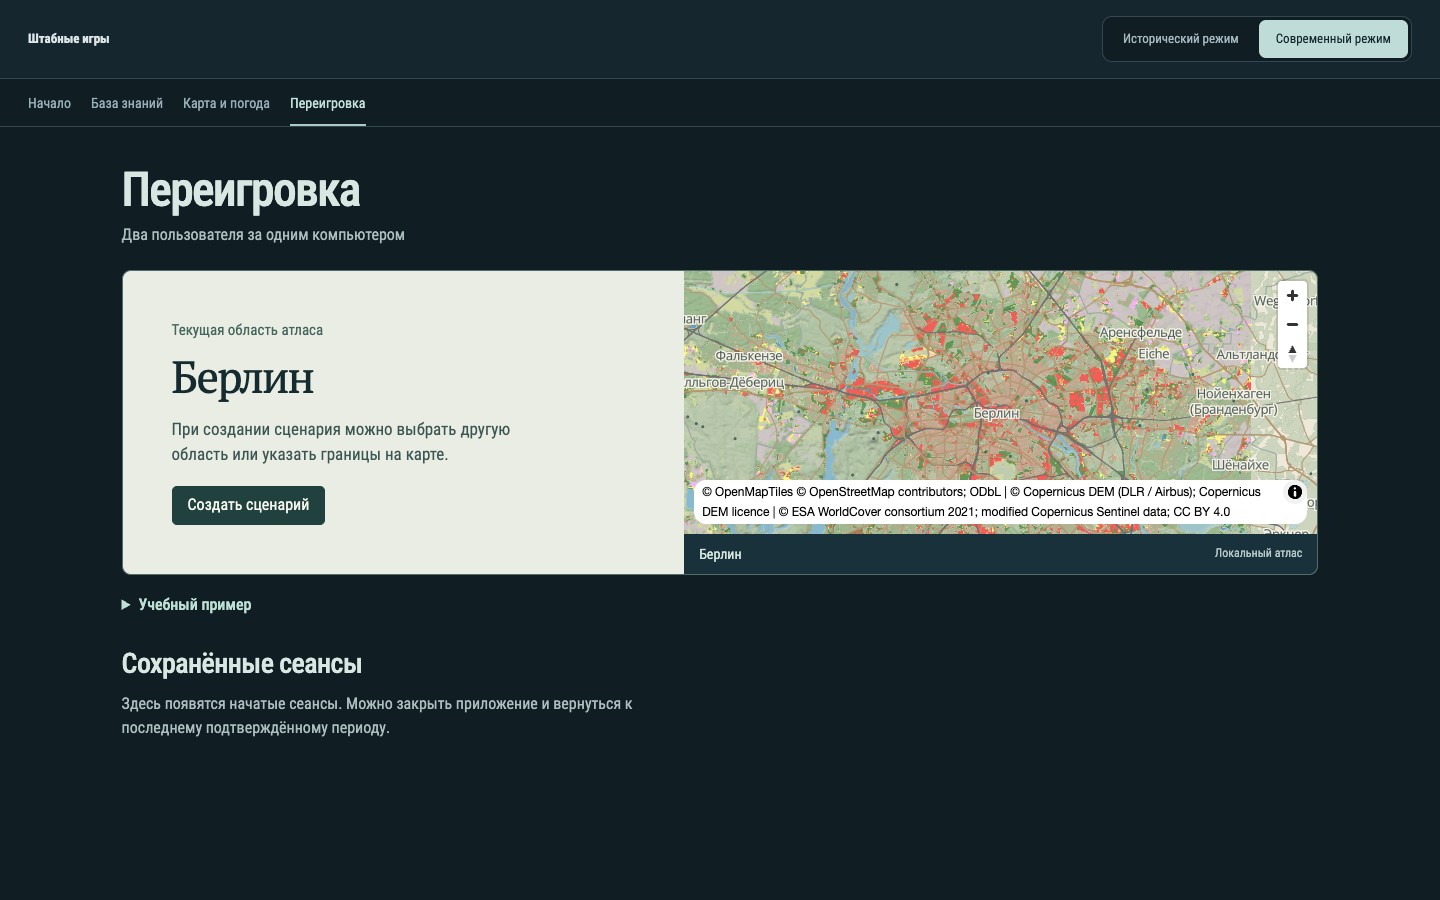 Штабные игры
Исторический режим
Современный режим
Начало
База знаний
Карта и погода
Переигровка
Переигровка
Два пользователя за одним компьютером
Текущая область атласа
Берлин
При создании сценария можно выбрать другую
область или указать границы на карте.
Создать сценарий
Аренсфельде
Фалькензе
Eiche
Нойенхаген
(Бранденбург)
Берлин
Шёнайхе
© OpenMapTiles © OpenStreetMap contributors; ODbL | © Copernicus DEM (DLR / Airbus); Copernicus
DEM licence | © ESA WorldCover consortium 2021; modified Copernicus Sentinel data; CC BY 4.0
Берлин
Локальный атлас
Учебный пример
Сохранённые сеансы
Здесь появятся начатые сеансы. Можно закрыть приложение и вернуться к
последнему подтверждённому периоду.